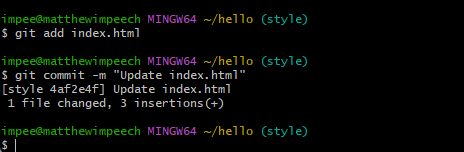 impee@matthewimpeech MINGW64 ~/hello (style)
$ git add index.html
impee@matthewimpeech MINGW64 ~/hello (style)
$ git commit -m "Update index.html"
[style 4af2e4f] Update index.html
 1 file changed, 3 insertions(+)
impee@matthewimpeech MINGW64 ~/hello (style)
$